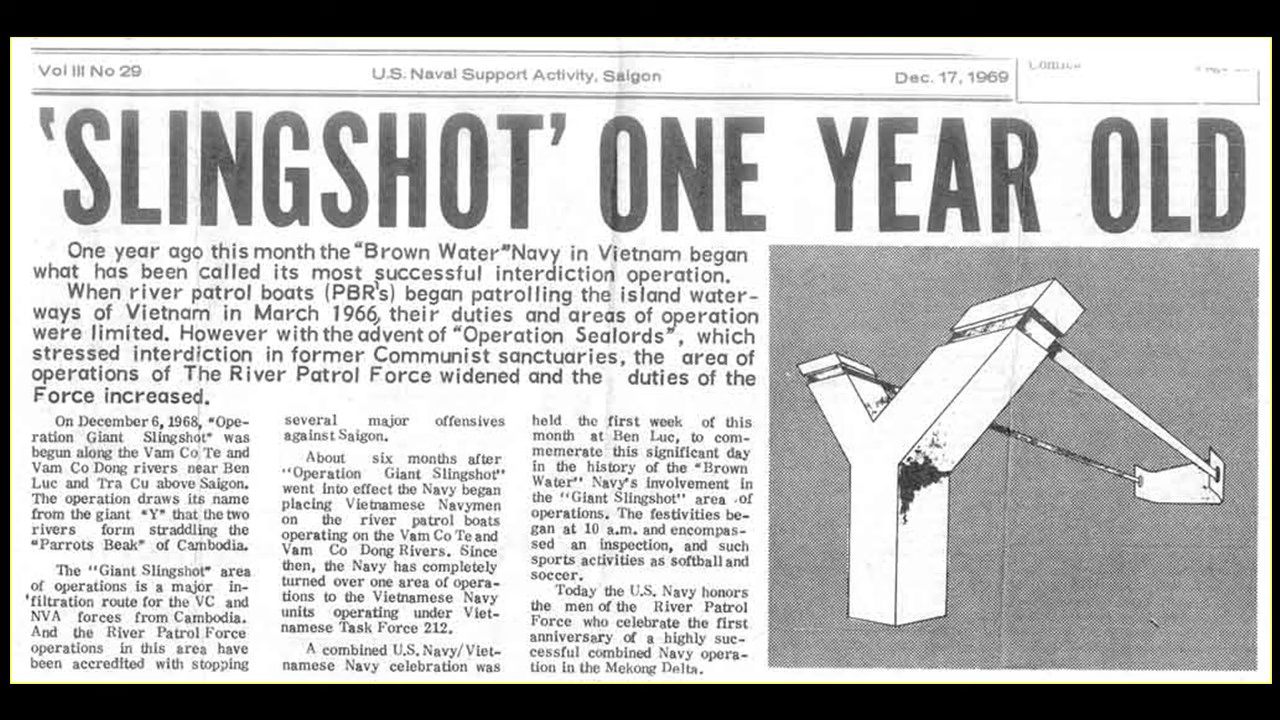 Vol III No 29
U.S. Naval Support Activity, Saigon
Dec. 17, 1969
'SLINGSHOT' ONE YEAR OLD
One year ago this month the "Brown Water" Navy in Vietnam began
what has been called its most successful interdiction operation.
When river patrol boats (PBR's) began patrolling the island water-
ways of Vietnam in March 1966, their duties and areas of operation
were limited. However with the advent of "Operation Sealords", which
stressed interdiction in former Communist sanctuaries, the area of
operations of The River Patrol Force widened and the duties of the
Force increased.
On December 6, 1968, "Ope-
ration Giant Slingshot" was
begun along the Vam Co Te and
Vam Co Dong rivers near Ben
Luc and Tra Cu above Saigon.
The operation draws its name
from the giant "Y" that the two
rivers form straddling the
"Parrots Beak" of Cambodia.
The "Giant Slingshot" area
of operations is a major in-
filtration route for the VC and
NVA forces from Cambodia.
And the River Patrol Force
operations in this area have
been accredited with stopping
several major offensives
against Saigon.
About six months after
"Operation Giant Slingshot"
went into effect the Navy began
placing Vietnamese Navymen
on the river patrol boats
operating on the Vam Co Te and
Vam Co Dong Rivers. Since
then, the Navy has completely
turned over one area of opera-
tions to the Vietnamese Navy
units operating under Viet-
namese Task Force 212.
A combined U.S. Navy/Viet-
namese Navy celebration was
held the first week of this
month at Ben Luc, to com-
memerate this significant day
in the history of the "Brown
Water" Navy's involvement in
the "Giant Slingshot" area of
operations. The festivities be-
gan at 10 a.m. and encompas-
sed an inspection, and such
sports activities as softball and
soccer.
Today the U.S. Navy honors
the men of the River Patrol
Force who celebrate the first
anniversary of a highly suc-
cessful combined Navy opera-
tion in the Mekong Delta.